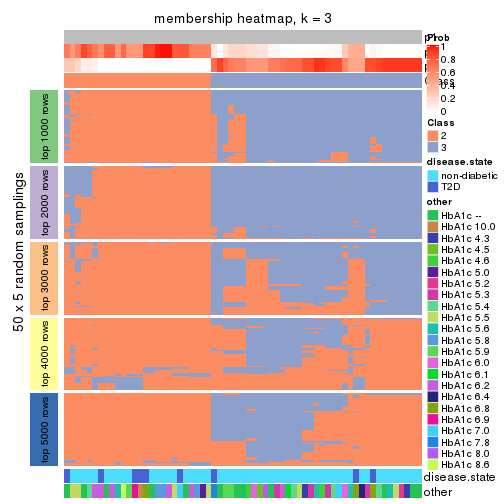 membership heatmap, k = 3
50 x 5 random samplings
top 1000 rows
top 2000 rows
top 3000 rows
top 4000 rows
top 5000 rows
disease.state
other
Prob
1
0.8
0.6
0.4
0.2
0
Class
2
3
disease.state
non-diabetic
T2D
other
HbA1c --
HbA1c 10.0
HbA1c 4.3
HbA1c 4.5
HbA1c 4.6
HbA1c 5.0
HbA1c 5.2
HbA1c 5.3
HbA1c 5.4
HbA1c 5.5
HbA1c 5.6
HbA1c 5.8
HbA1c 5.9
HbA1c 6.0
HbA1c 6.1
HbA1c 6.2
HbA1c 6.4
HbA1c 6.8
HbA1c 6.9
HbA1c 7.0
HbA1c 7.8
HbA1c 8.0
HbA1c 8.6